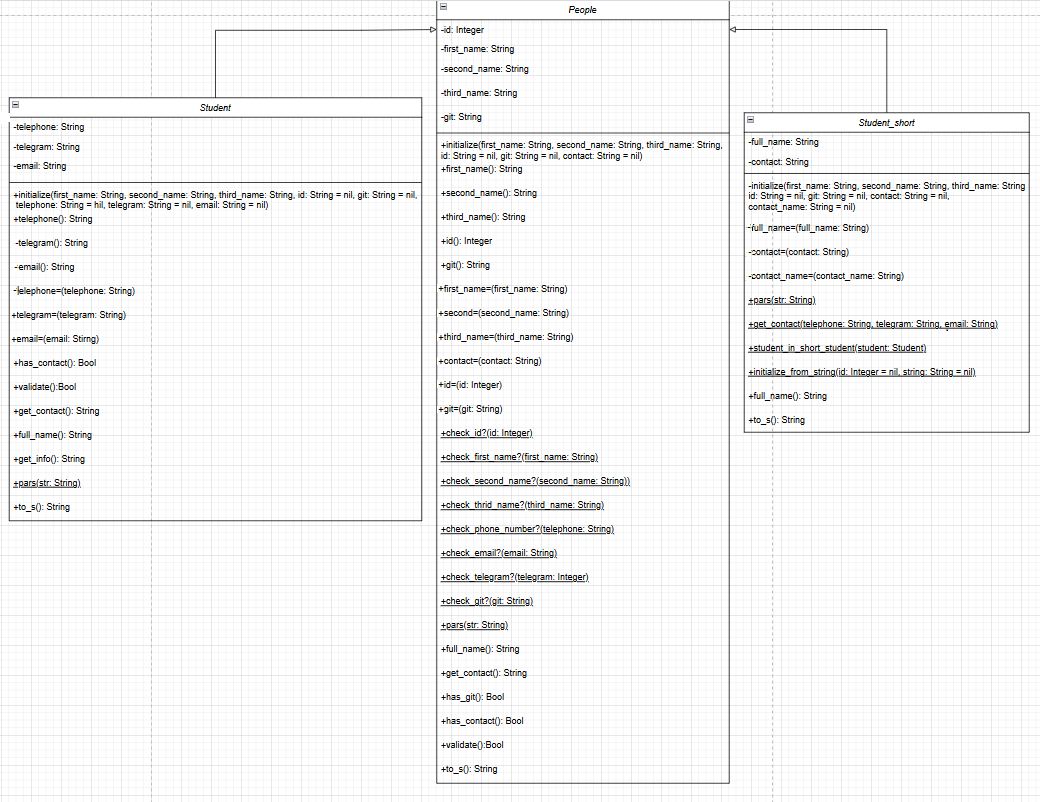 People
-id: Integer
-first_name: String
-second_name: String
-third_name: String
-git: String
+initialize(first_name: String, second_name: String, third_name: String,
id: String = nil, git: String = nil, contact: String = nil)
+first_name(): String
+second_name(): String
+third_name(): String
+id(): Integer
+git(): String
+first_name=(first_name: String)
+second=(second_name: String)
+third_name=(third_name: String)
+contact=(contact: String)
+id=(id: Integer)
+git=(git: String)
+check_id?(id: Integer)
+check_first_name?(first_name: String)
+check_second_name?(second_name: String))
+check_thrid_name?(third_name: String)
+check_phone_number?(telephone: String)
+check_email?(email: String)
+check_telegram?(telegram: Integer)
+check_git?(git: String)
+pars(str: String)
+full_name(): String
+get_contact(): String
+has_git(): Bool
+has_contact(): Bool
+validate():Bool
+to_s(): String
Student
-telephone: String
-telegram: String
-email: String
+initialize(first_name: String, second_name: String, third_name: String, id: String = nil, git: String = nil,
telephone: String = nil, telegram: String = nil, email: String = nil)
+telephone(): String
-telegram(): String
-email(): String
-telephone=(telephone: String)
+telegram=(telegram: String)
+email=(email: Stirng)
+has_contact(): Bool
+validate():Bool
+get_contact(): String
+full_name(): String
+get_info(): String
+pars(str: String)
+to_s(): String
Student_short
-full_name: String
-contact: String
-initialize(first_name: String, second_name: String, third_name: String
id: String = nil, git: String = nil, contact: String = nil,
contact_name: String = nil)
-full_name=(full_name: String)
-contact=(contact: String)
-contact_name=(contact_name: String)
+pars(str: String)
+get_contact(telephone: String, telegram: String, email: String)
+student_in_short_student(student: Student)
+initialize_from_string(id: Integer = nil, string: String = nil)
+full_name(): String
+to_s(): String